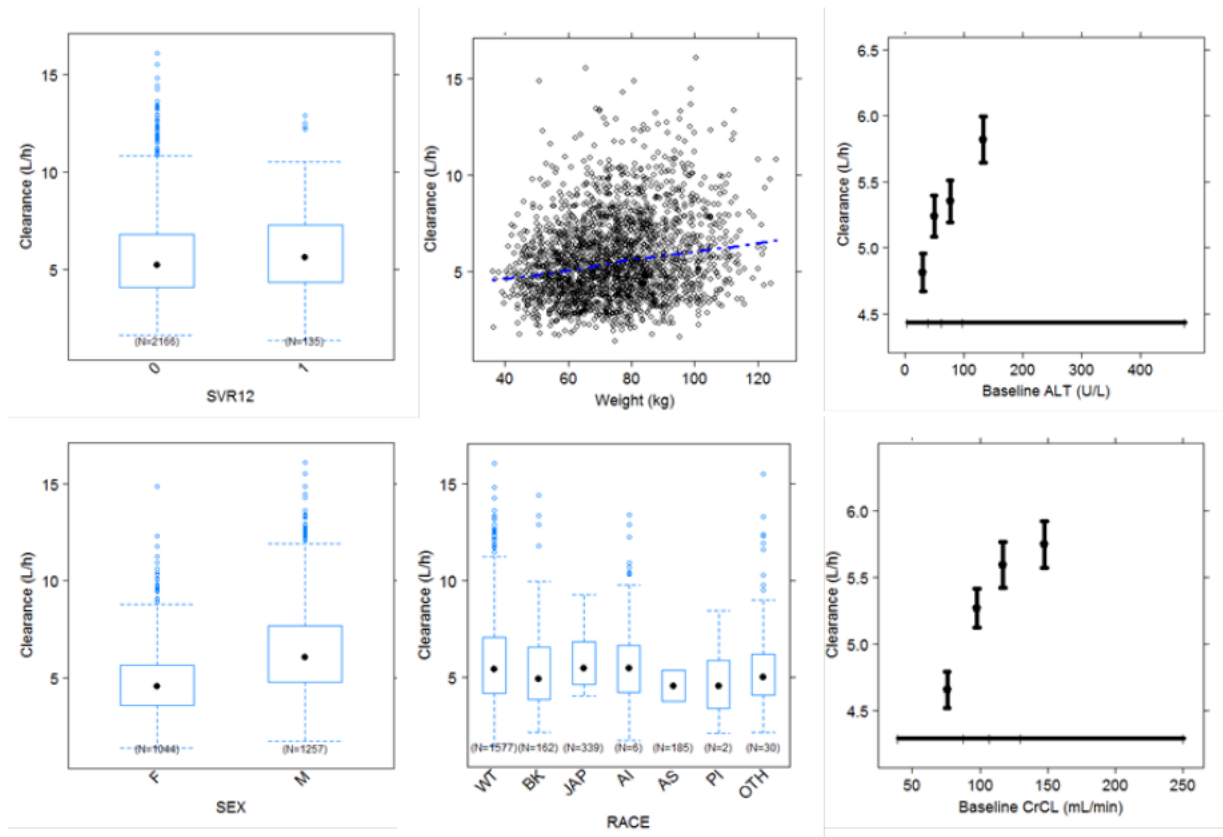 Clearance (L/h)
15
10
5
(N=2166) (N=135)
0 1
SVR12
Clearance (L/h)
15
10
5
40 60 80 100 120
Weight (kg)
Clearance (L/h)
6.5
6.0
5.5
5.0
4.5
0 100 200 300 400
Baseline ALT (U/L)
Clearance (L/h)
15
10
5
(N=1044) (N=1257)
F M
SEX
Clearance (L/h)
15
10
5
(N=1577) (N=162) (N=339) (N=6) (N=185) (N=2) (N=30)
WT BK JAP AI AS PI OTH
RACE
Clearance (L/h)
6.0
5.5
5.0
4.5
50 100 150 200 250
Baseline CrCL (mL/min)